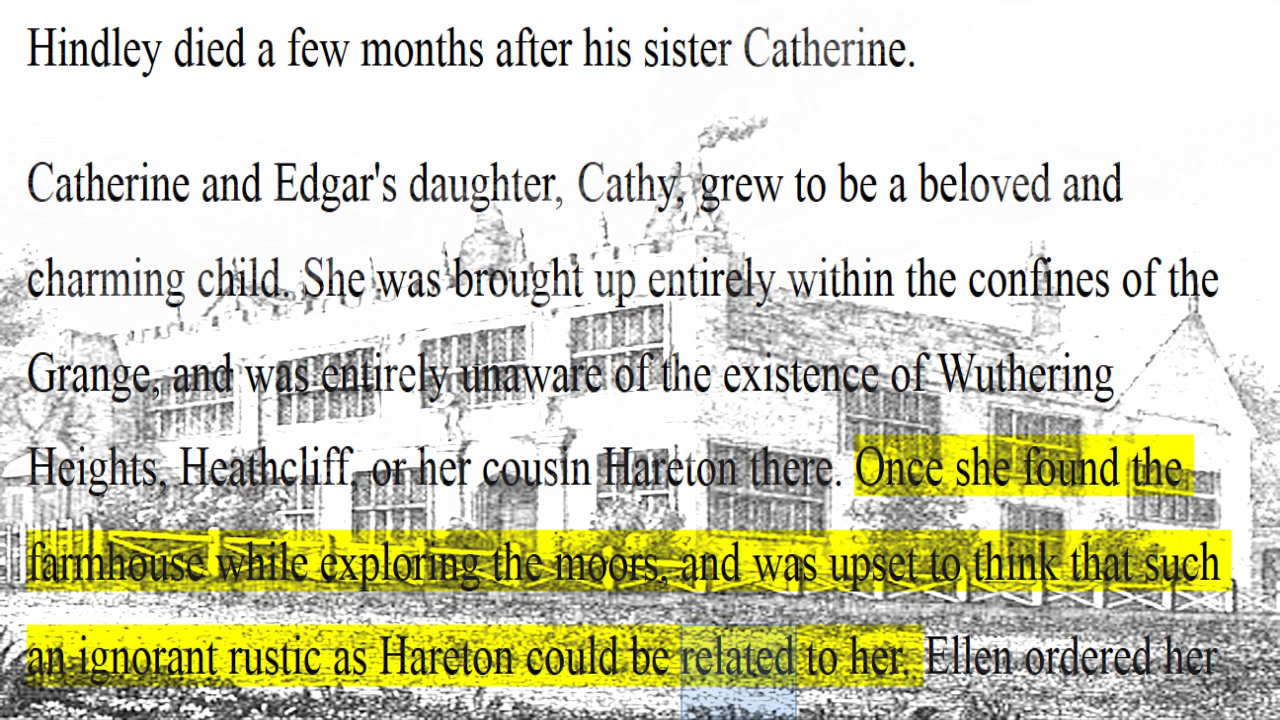 Hindley died a few months after his sister Catherine.
Catherine and Edgar's daughter, Cathy, grew to be a beloved and
charming child. She was brought up entirely within the confines of the
Grange, and was entirely unaware of the existence of Wuthering
Heights, Heathcliff, or her cousin Hareton there. Once she found the
farmhouse while exploring the moors, and was upset to think that such
an ignorant rustic as Hareton could be related to her. Ellen ordered her